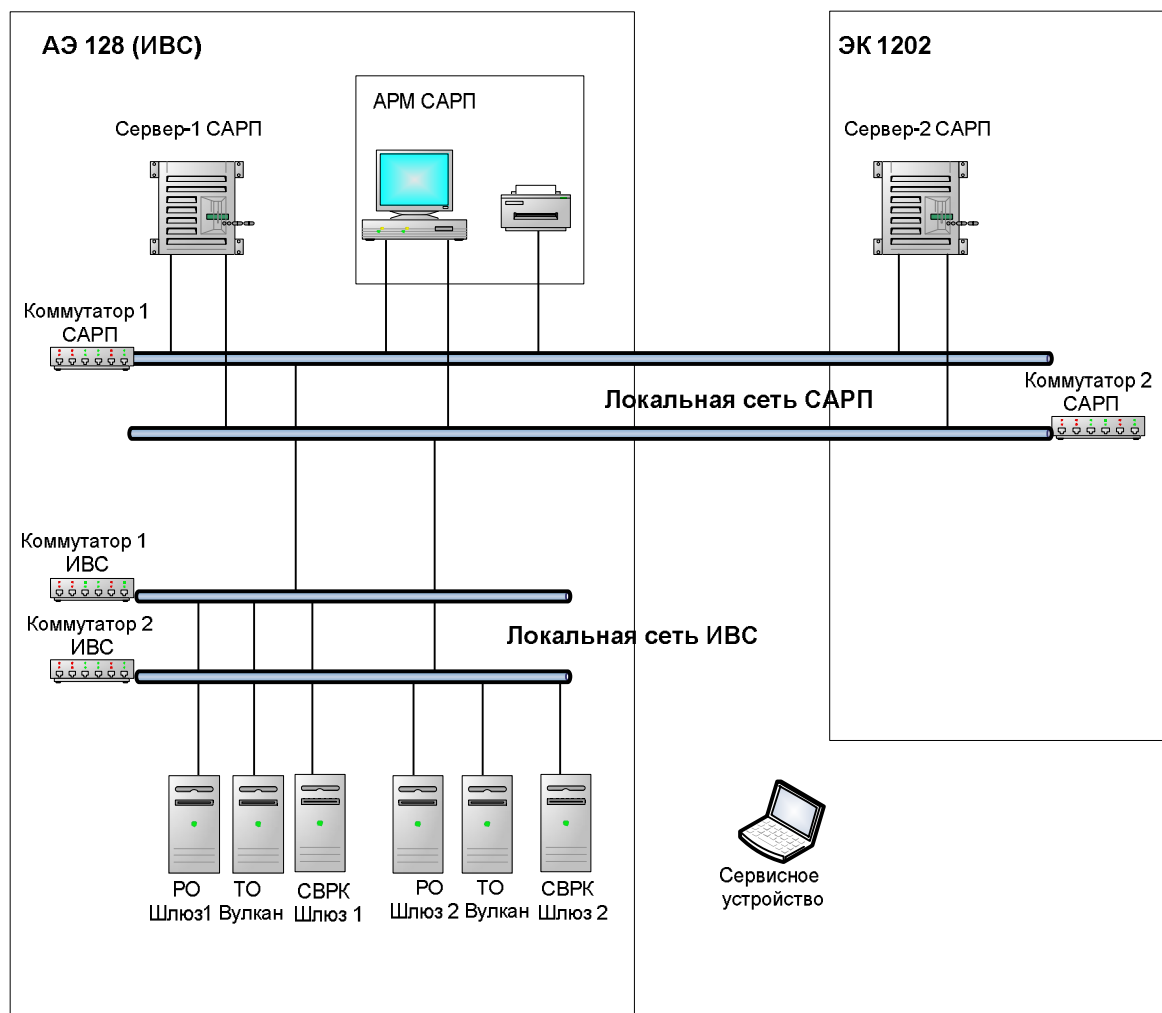 АЭ 128 (ИВС)
ЭК 1202
АРМ САРП
Сервер-1 САРП
Сервер-2 САРП
Коммутатор 1
САРП
Локальная сеть САРП
Коммутатор 2
САРП
Коммутатор 1
ИВС
Коммутатор 2
ИВС
Локальная сеть ИВС
РО
Шлюз1
ТО
Вулкан
СВРК
Шлюз 1
РО
Шлюз 2
ТО
Вулкан
СВРК
Шлюз 2
Сервисное
устройство